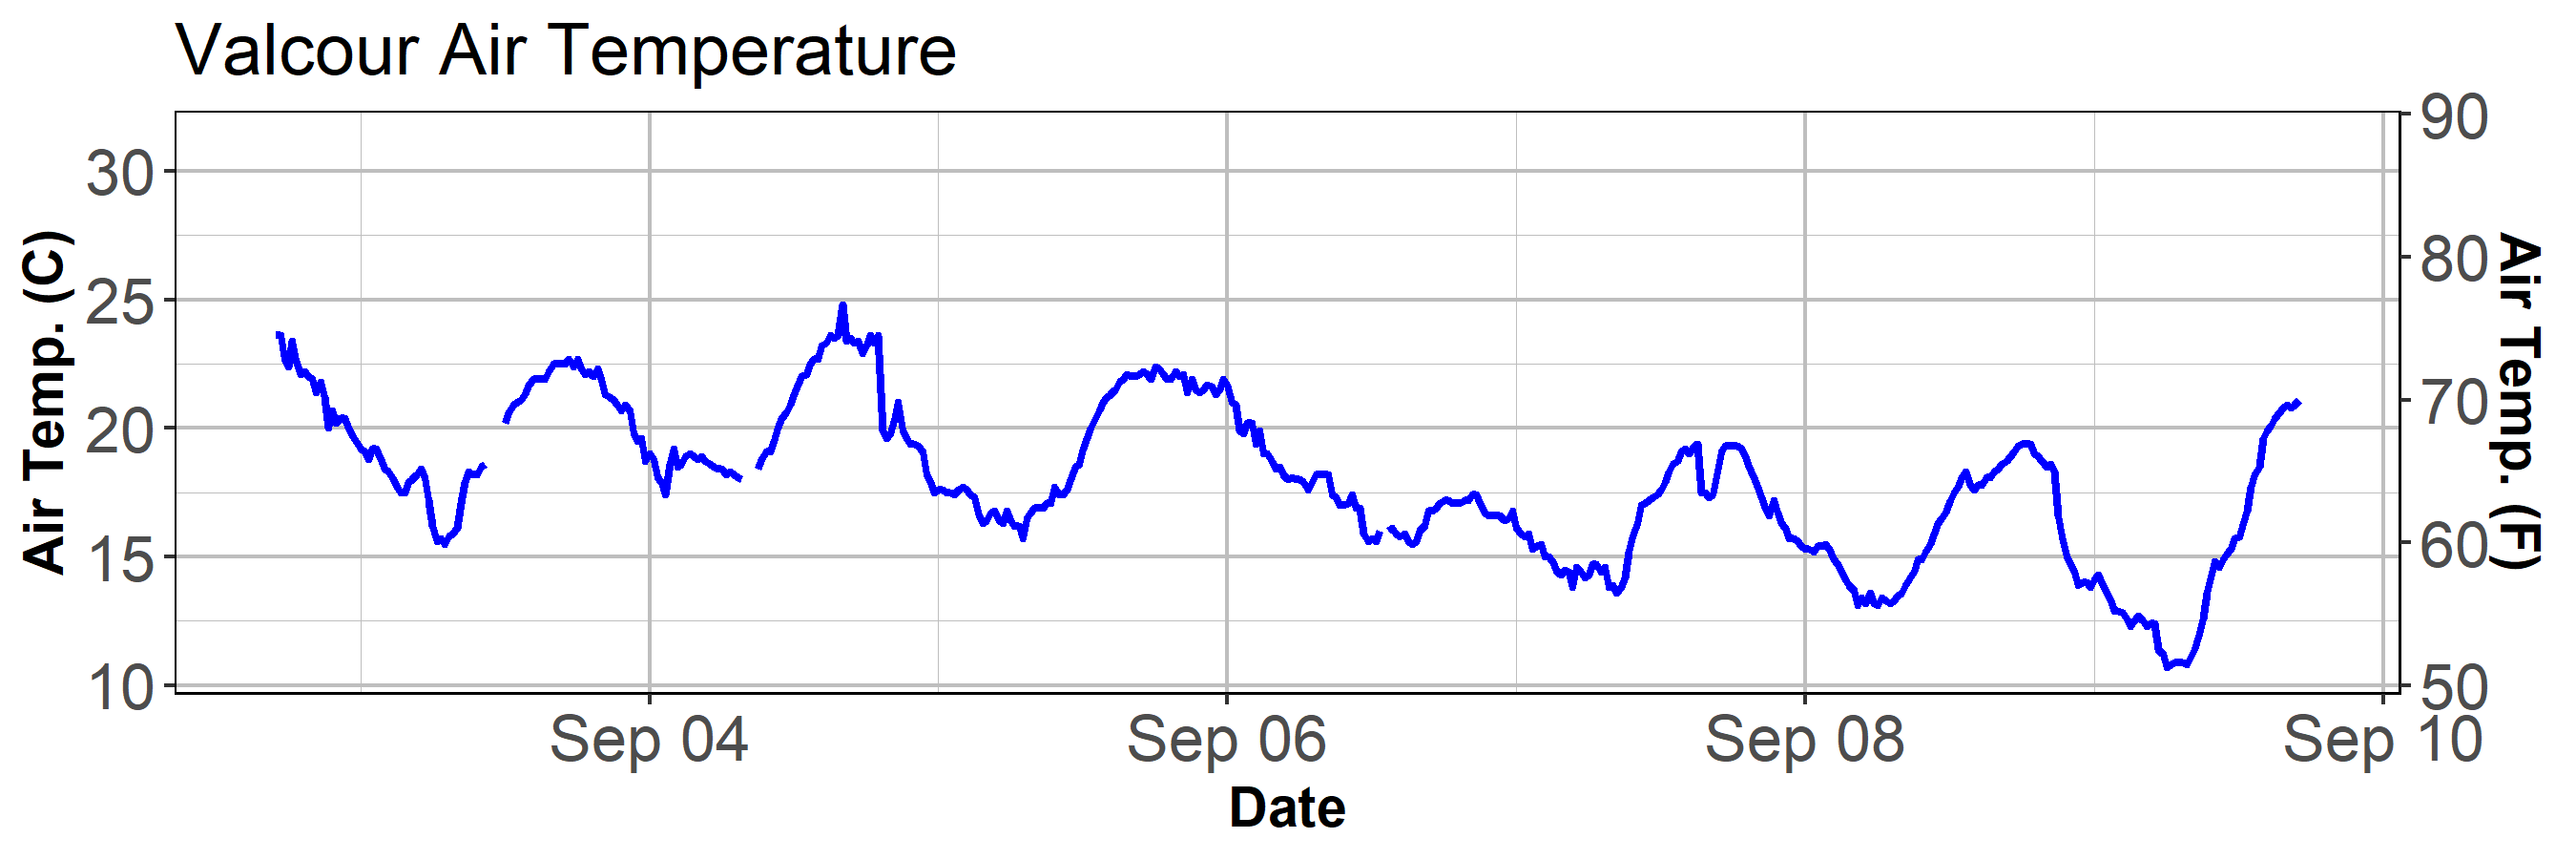 Valcour Air Temperature
Air Temp. (C)
30
25
20
15
10
90
80
70
60
50
Air Temp. (F)
Sep 04
Sep 06
Sep 08
Sep 10
Date